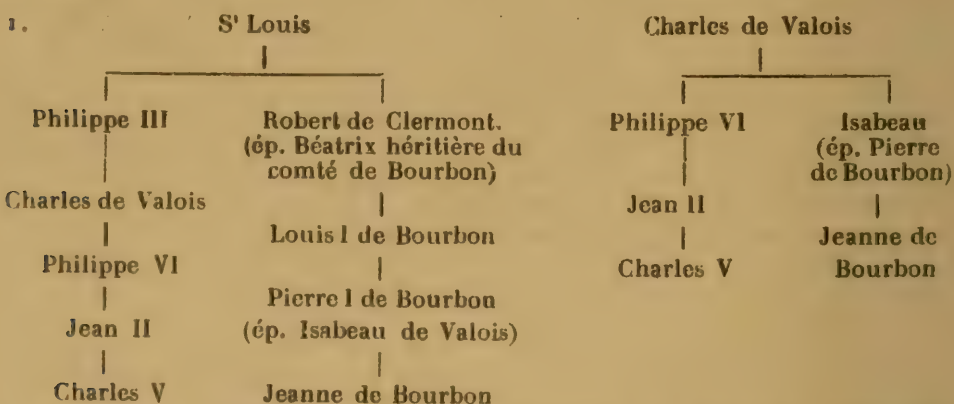 1.
St Louis
Philippe III
Robert de Clermont.
(ép. Béatrix héritière du
comté de Bourbon)
Charles de Valois
Louis I de Bourbon
Philippe VI
Pierre I de Bourbon
Jean II
(ép. Isabeau de Valois)
Charles V
Jeanne de Bourbon
Charles de Valois
Philippe VI
Isabeau
(ép. Pierre
de Bourbon)
Jean II
Jeanne de
Charles V
Bourbon